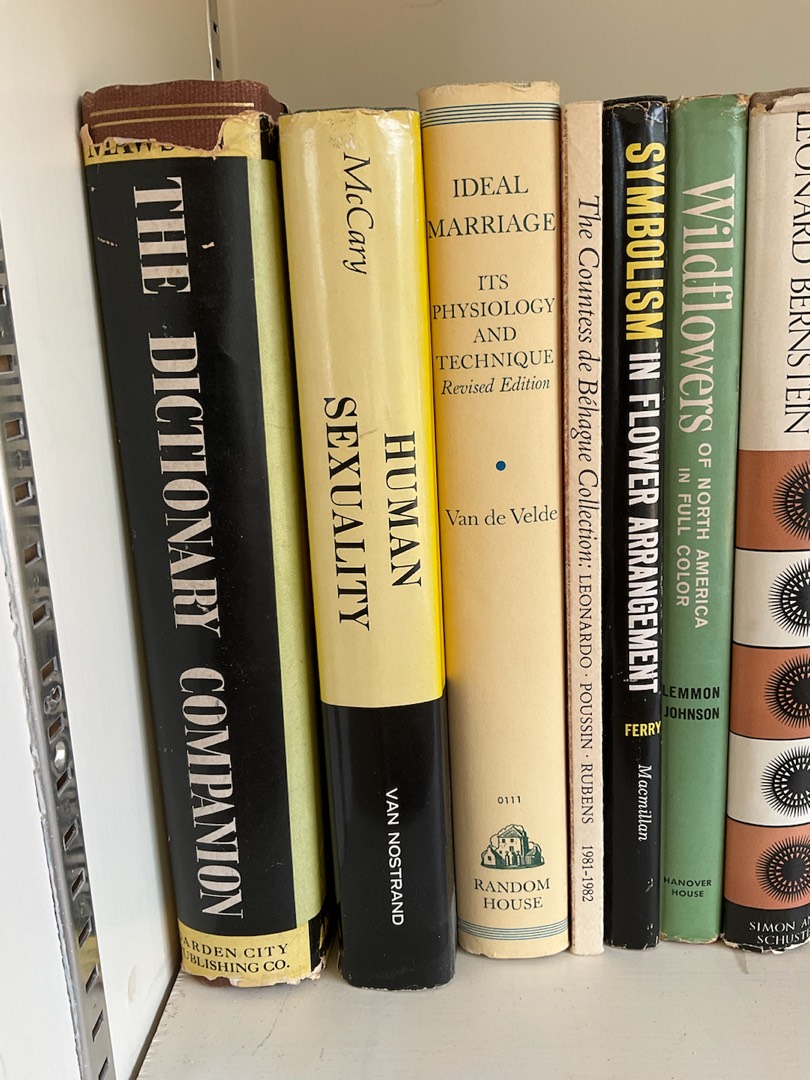 THE DICTIONARY COMPANION
ARDEN CITY
UBLISHING CO.
McCary
HUMAN
SEXUALITY
VAN NOSTRAND
IDEAL
MARRIAGE
ITS
PHYSIOLOGY
AND
TECHNIQUE
Revised Edition
Van de Velde
0111
RANDOM
HOUSE
The Countess de Béhague Collection: LEONARDO · POUSSIN · RUBENS 1981-1982
SYMBOLISM IN FLOWER ARRANGEMENT
FERRY
Macmillan
Wildflowers OF NORTH AMERICA
IN FULL COLOR
LEMMON
JOHNSON
HANOVER
HOUSE
LEONARD BERNSTEIN
SIMON A
SCHUST